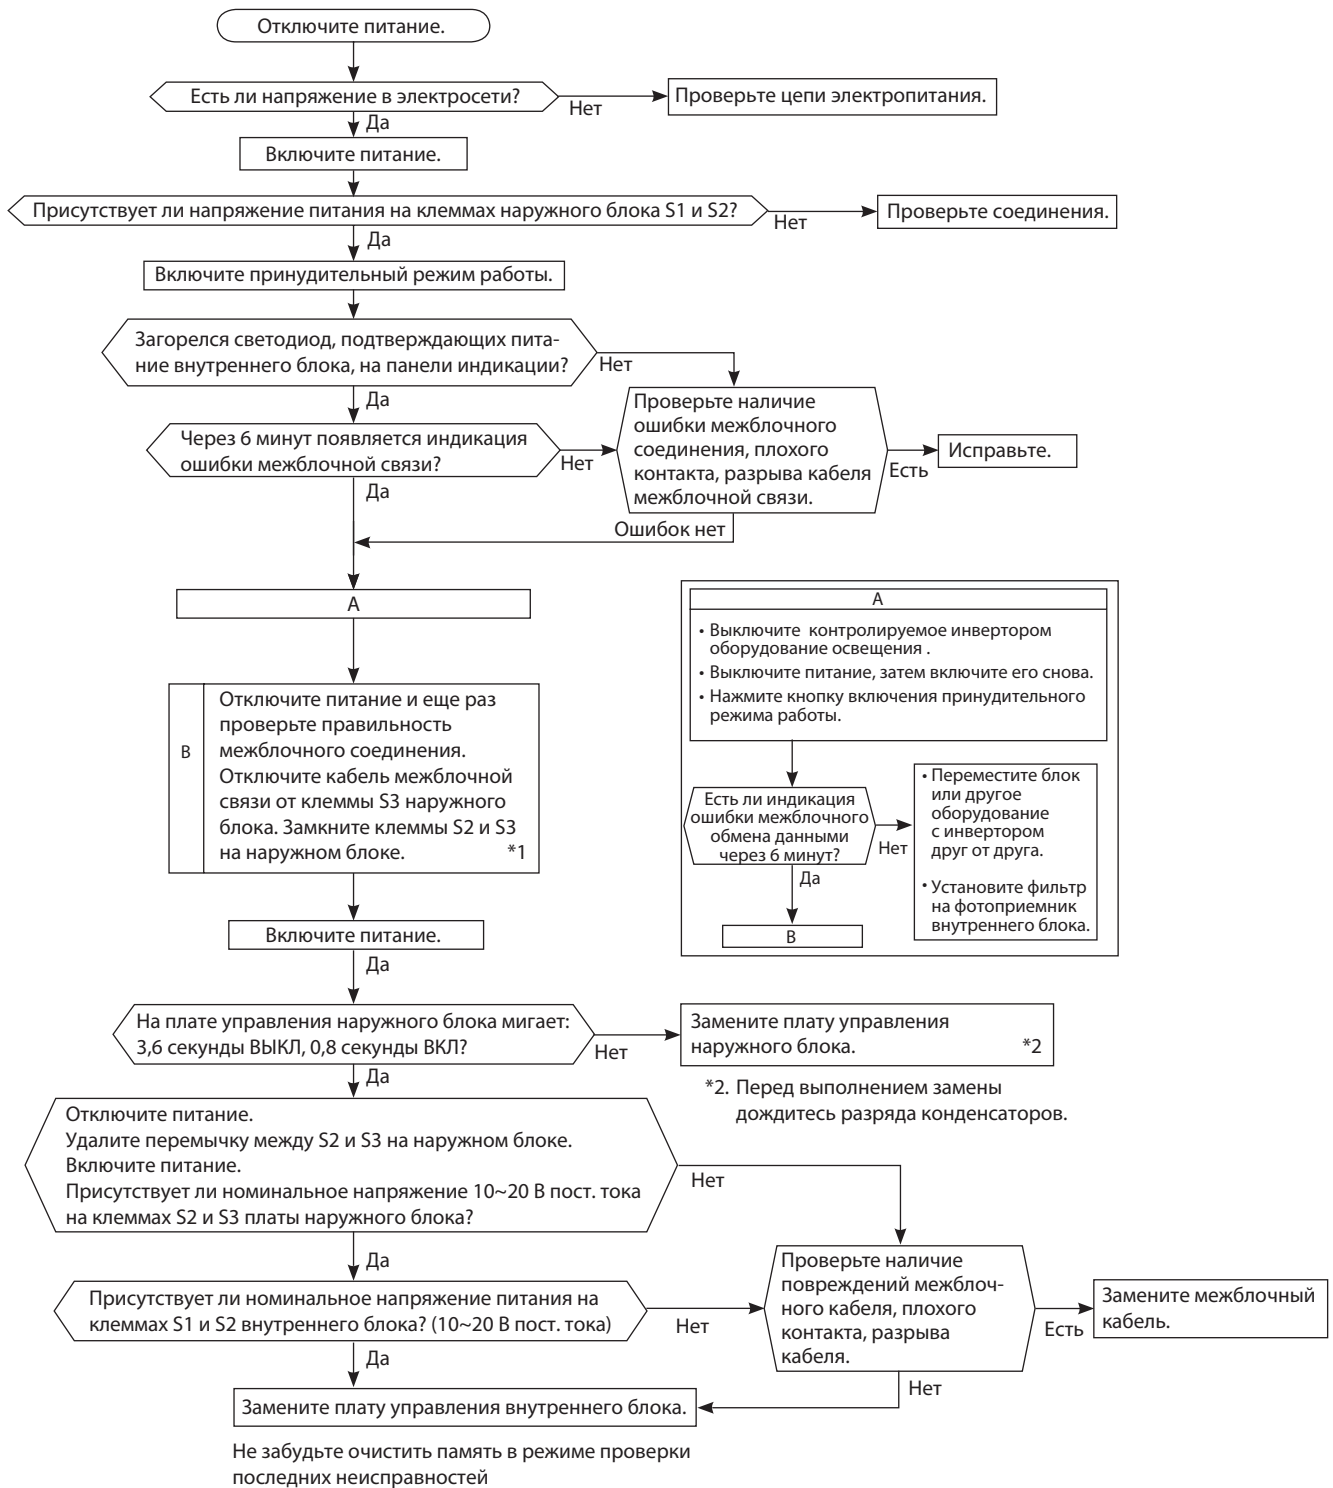 Отключите питание.
Есть ли напряжение в электросети?
Нет
Проверьте цепи электропитания.
Да
Включите питание.
Присутствует ли напряжение питания на клеммах наружного блока S1 и S2?
Нет
Проверьте соединения.
Да
Включите принудительный режим работы.
Загорелся светодиод, подтверждающих пита-
ние внутреннего блока, на панели индикации?
Нет
Да
Через 6 минут появляется индикация
ошибки межблочной связи?
Нет
Проверьте наличие
ошибки межблочного
соединения, плохого
контакта, разрыва кабеля
межблочной связи.
Есть
Исправьте.
Да
Ошибок нет
A
B
Отключите питание и еще раз
проверьте правильность
межблочного соединения.
Отключите кабель межблочной
связи от клеммы S3 наружного
блока. Замкните клеммы S2 и S3
на наружном блоке. *1
A
• Выключите контролируемое инвертором
оборудование освещения .
• Выключите питание, затем включите его снова.
• Нажмите кнопку включения принудительного
режима работы.
Есть ли индикация
ошибки межблочного
обмена данными
через 6 минут?
Нет
• Переместите блок
или другое
оборудование
с инвертором
друг от друга.
• Установите фильтр
на фотоприемник
внутреннего блока.
Да
B
Включите питание.
Да
На плате управления наружного блока мигает:
3,6 секунды ВЫКЛ, 0,8 секунды ВКЛ?
Нет
Замените плату управления
наружного блока. *2
*2. Перед выполнением замены
дождитесь разряда конденсаторов.
Да
Отключите питание.
Удалите перемычку между S2 и S3 на наружном блоке.
Включите питание.
Присутствует ли номинальное напряжение 10~20 В пост. тока
на клеммах S2 и S3 платы наружного блока?
Нет
Да
Присутствует ли номинальное напряжение питания на
клеммах S1 и S2 внутреннего блока? (10~20 В пост. тока)
Нет
Проверьте наличие
повреждений межблоч-
ного кабеля, плохого
контакта, разрыва
кабеля.
Есть
Замените межблочный
кабель.
Да
Нет
Замените плату управления внутреннего блока.
Не забудьте очистить память в режиме проверки
последних неисправностей